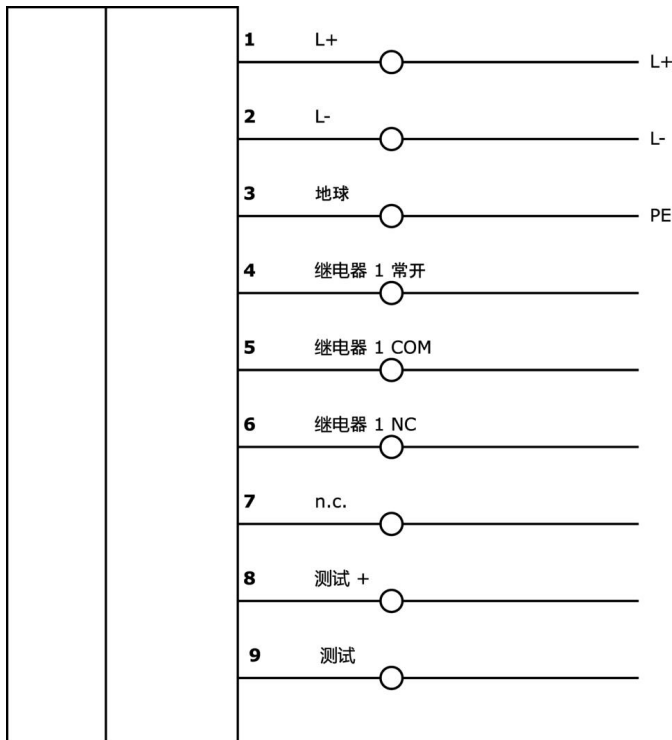 1 L+
L+
2 L-
L-
3 地球
PE
4 继电器 1 常开
5 继电器 1 COM
6 继电器 1 NC
7 n.c.
8 测试 +
9 测试